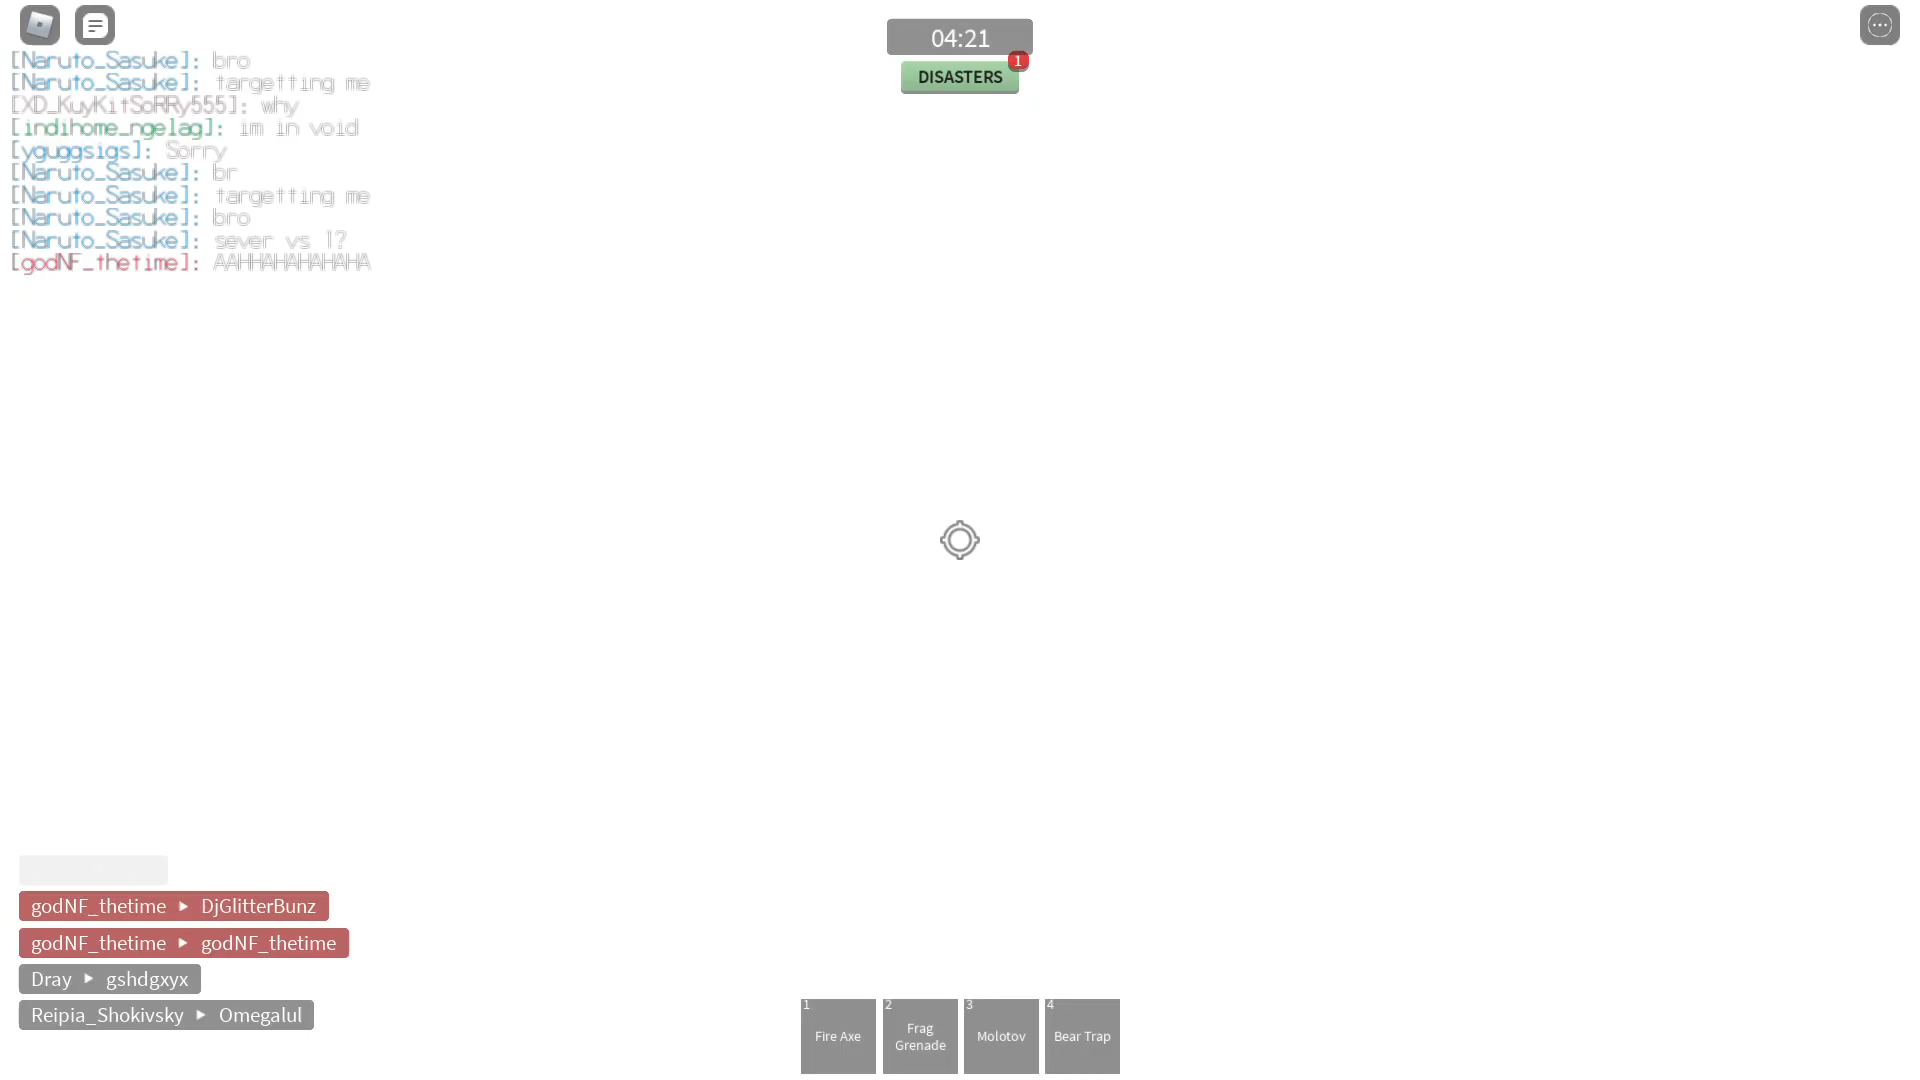 04:21
1
DISASTERS
[Naruto_Sasuke]: bro
[Naruto_Sasuke]: targetting me
[XD_KuyKitSoRRy555]: why
[indihome_ngelag]: im in void
[yguggsigs]: Sorry
[Naruto_Sasuke]: br
[Naruto_Sasuke]: targetting me
[Naruto_Sasuke]: bro
[Naruto_Sasuke]: sever vs 1?
[godNF_thetime]: AAHHAHAHAHAHA
godNF_thetime ▸ DjGlitterBunz
godNF_thetime ▸ godNF_thetime
Dray ▸ gshdgxyx
Reipia_Shokivsky ▸ Omegalul
1 Fire Axe
2 Frag Grenade
3 Molotov
4 Bear Trap